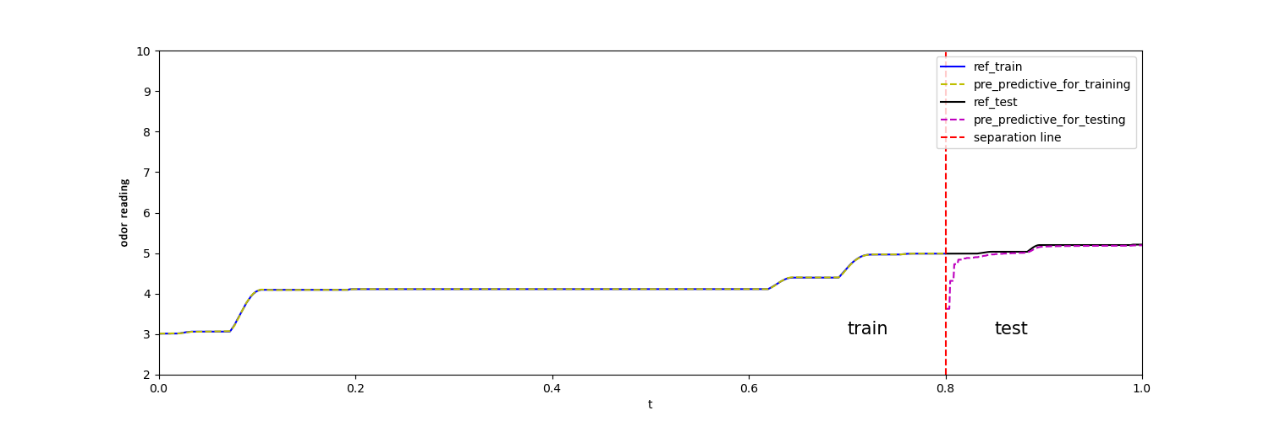 10
9
8
7
6
5
4
3
2
odor reading
0.0
0.2
0.4
0.6
0.8
1.0
t
ref_train
pre_predictive_for_training
ref_test
pre_predictive_for_testing
separation line
train
test